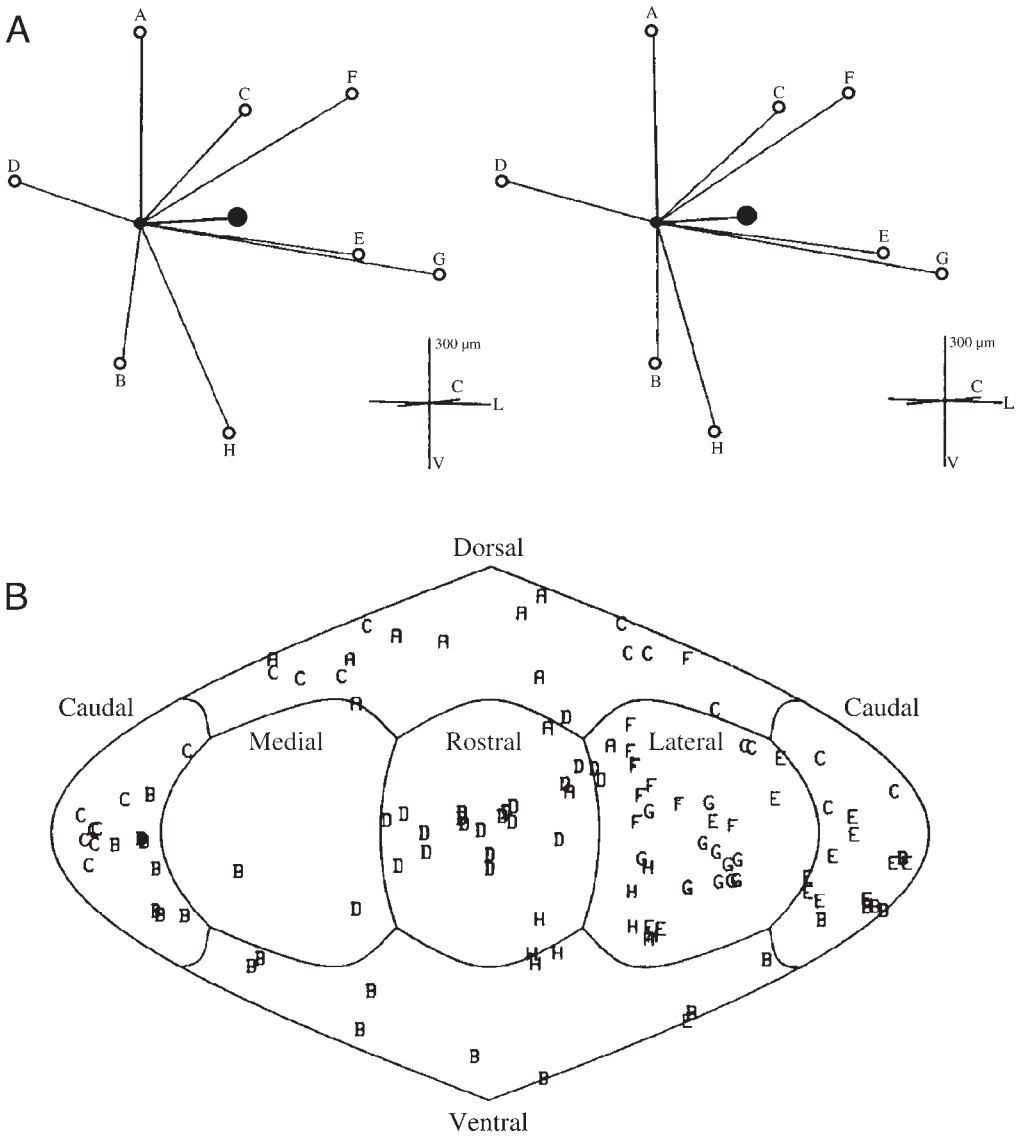 A
A A
F F
C C
D D
E E
G G
B B
H H
300 µm 300 µm
C C
L L
V V
B
Dorsal
A
A
C C
A A
C C F
A A
C C C
A
A C
D
A F
Caudal Medial Rostral Lateral Caudal
A F C C
C E C
D D F
D A D
C B F F E C
D D D D G F G C E
C C D D D F E F E
C B B D D G G E
C B D D G H G G E B E
B D G G G G E
H E E
B B B D H H E E E B B B B
B B H H H B
B B
B B
E
B
B
Ventral